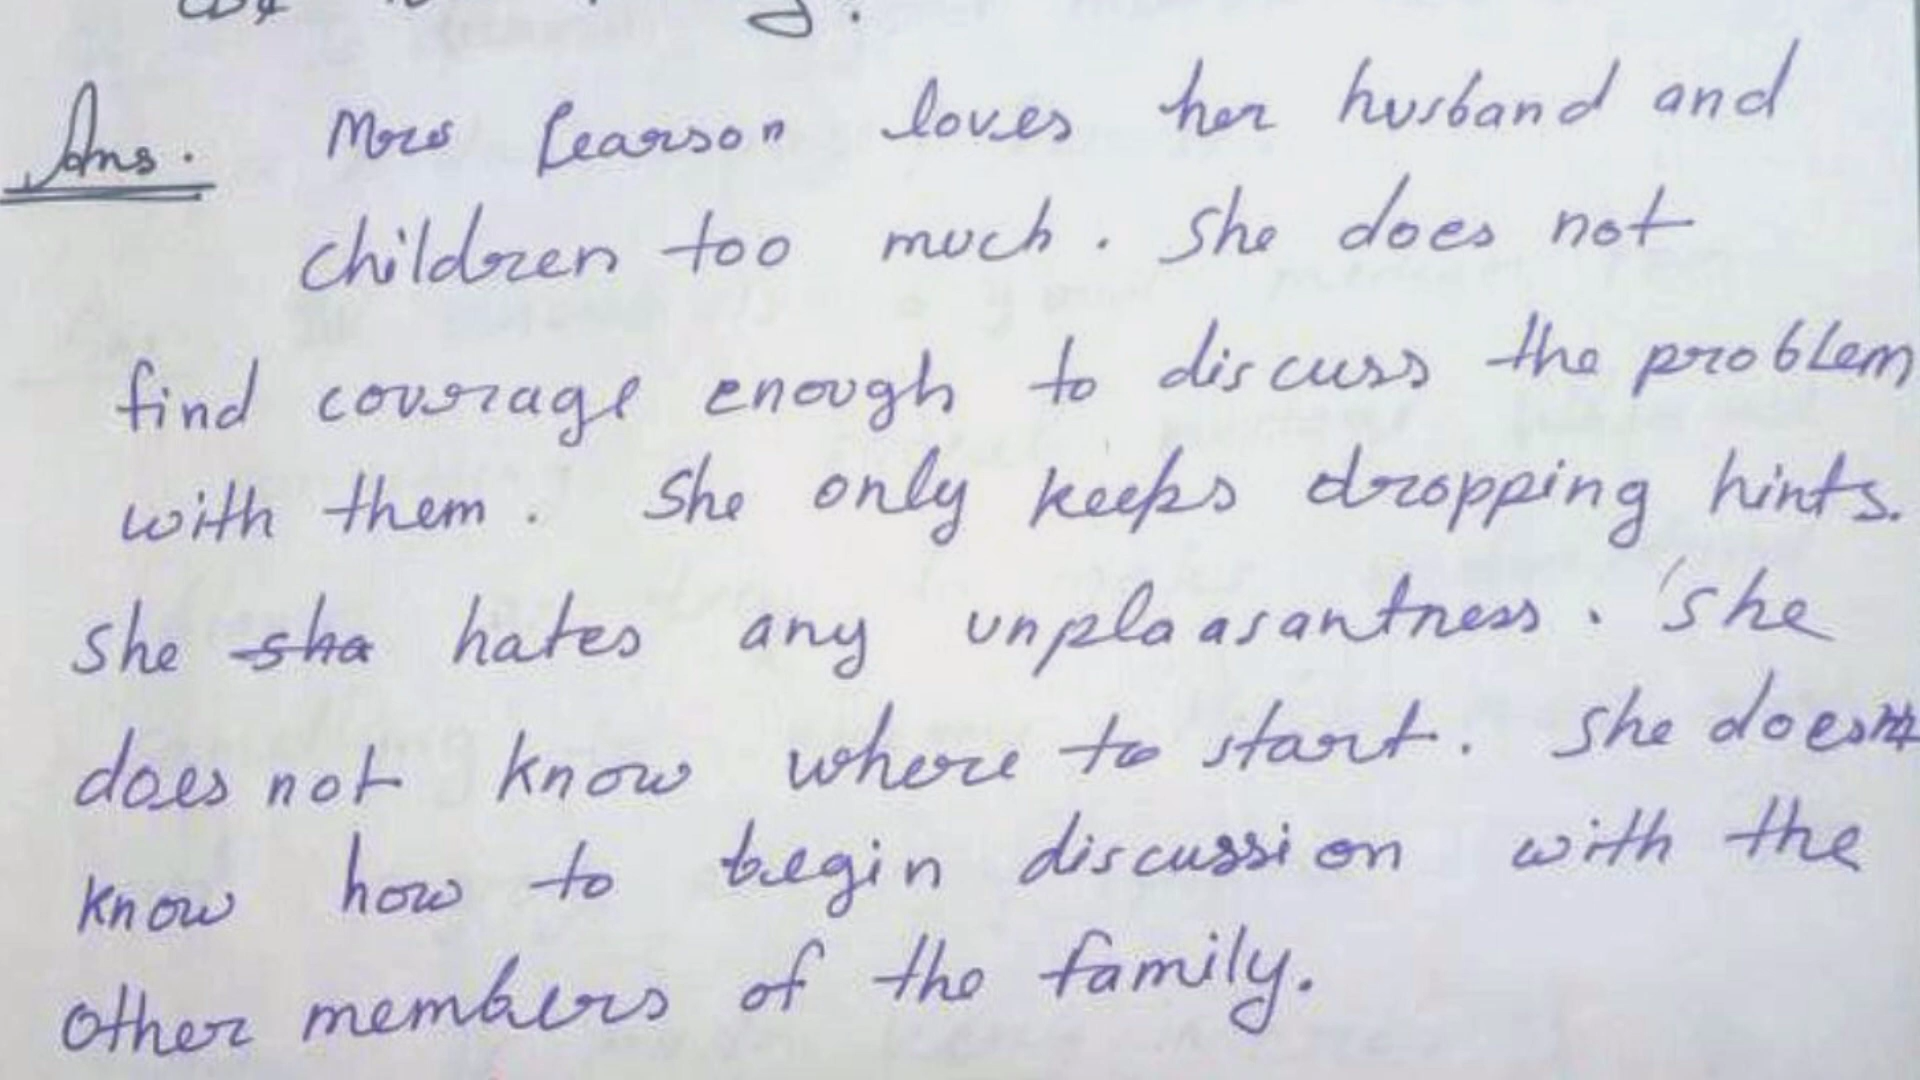 Ans. Mrs Pearson loves her husband and
children too much. She does not
find courage enough to discuss the problem
with them. She only keeps dropping hints.
She sha hates any unplaasantness. She
does not know where to start. She doesnt
know how to begin discussion with the
other members of the family.